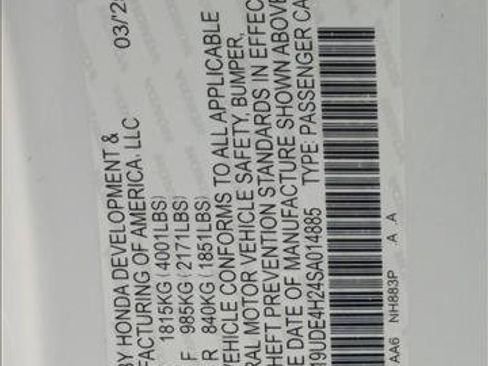 BY HONDA DEVELOPMENT & 03/'2
FACTURING OF AMERICA, LLC
1815KG (4001LBS)
F 985KG (2171LBS)
R 840KG (1851LBS)
VEHICLE CONFORMS TO ALL APPLICABLE
RAL MOTOR VEHICLE SAFETY, BUMPER,
HEFT PREVENTION STANDARDS IN EFFEC
E DATE OF MANUFACTURE SHOWN ABOVE
19UDE4H24SA014885 TYPE: PASSENGER CA
AA6 NH883P A A